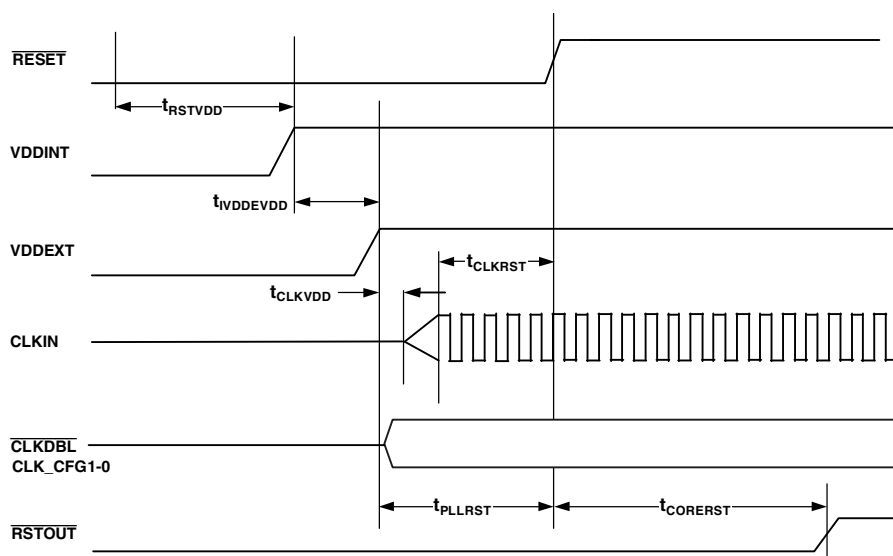 RESET
tRSTVDD
VDDINT
tIVDDEVDD
VDDEXT
tCLKRST
tCLKVDD
CLKIN
CLKDBL
CLK_CFG1-0
tPLLRST
tCORERST
RSTOUT